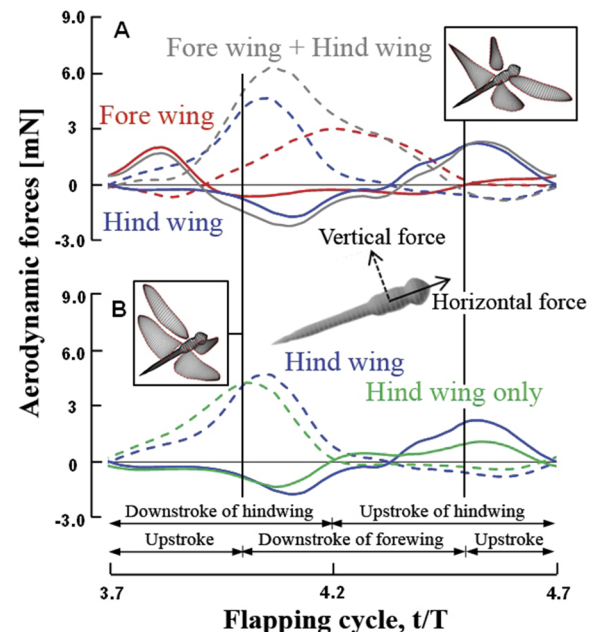 A
9.0
6.0
3
0
-3.0
Fore wing + Hind wing
Fore wing
Hind wing
Aerodynamic forces [mN]
Vertical force
Horizontal force
B
9.0
6.0
3
0
-3.0
Hind wing
Hind wing only
Downstroke of hindwing
Upstroke of hindwing
Upstroke
Downstroke of forewing
Upstroke
3.7
4.2
4.7
Flapping cycle, t/T